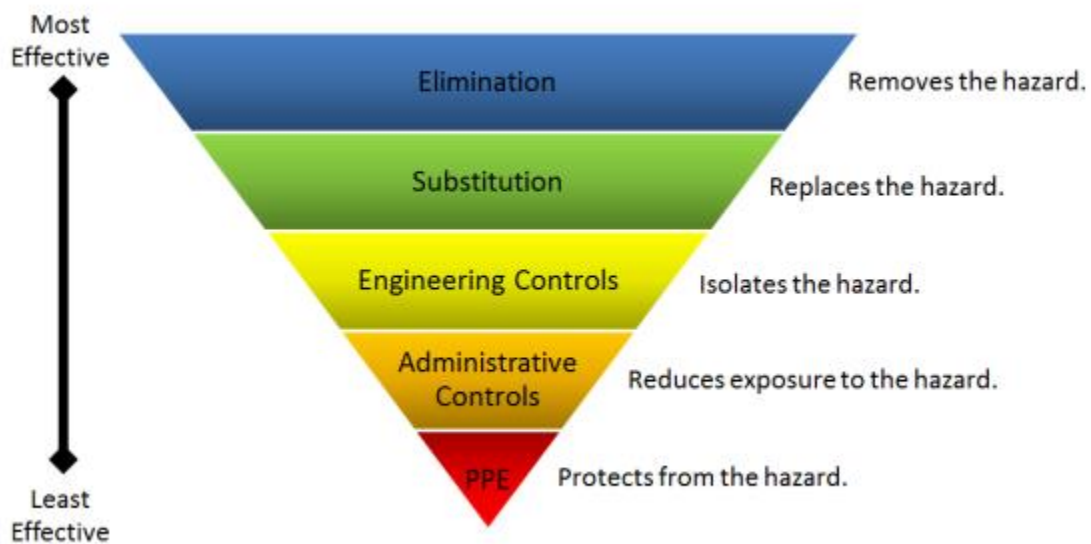 Most
Effective
Elimination
Removes the hazard.
Substitution
Replaces the hazard.
Engineering Controls
Isolates the hazard.
Administrative
Controls
Reduces exposure to the hazard.
PPE
Protects from the hazard.
Least
Effective